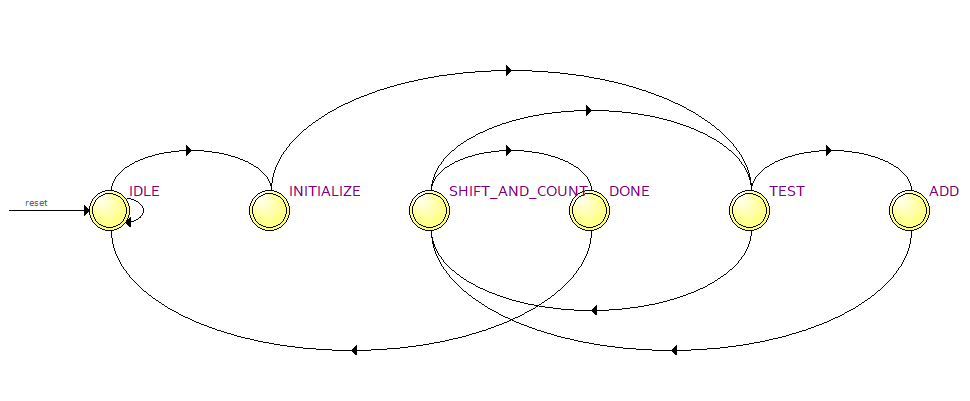 IDLE
INITIALIZE
SHIFT_AND_COUNT
DONE
TEST
ADD
reset